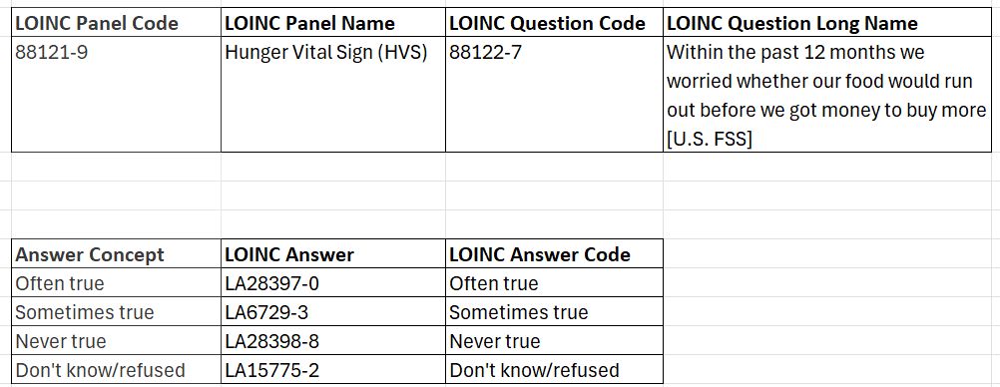 LOINC Panel Code LOINC Panel Name LOINC Question Code LOINC Question Long Name
88121-9 Hunger Vital Sign (HVS) 88122-7 Within the past 12 months we
worried whether our food would run
out before we got money to buy more
[U.S. FSS]
Answer Concept LOINC Answer LOINC Answer Code
Often true LA28397-0 Often true
Sometimes true LA6729-3 Sometimes true
Never true LA28398-8 Never true
Don't know/refused LA15775-2 Don't know/refused